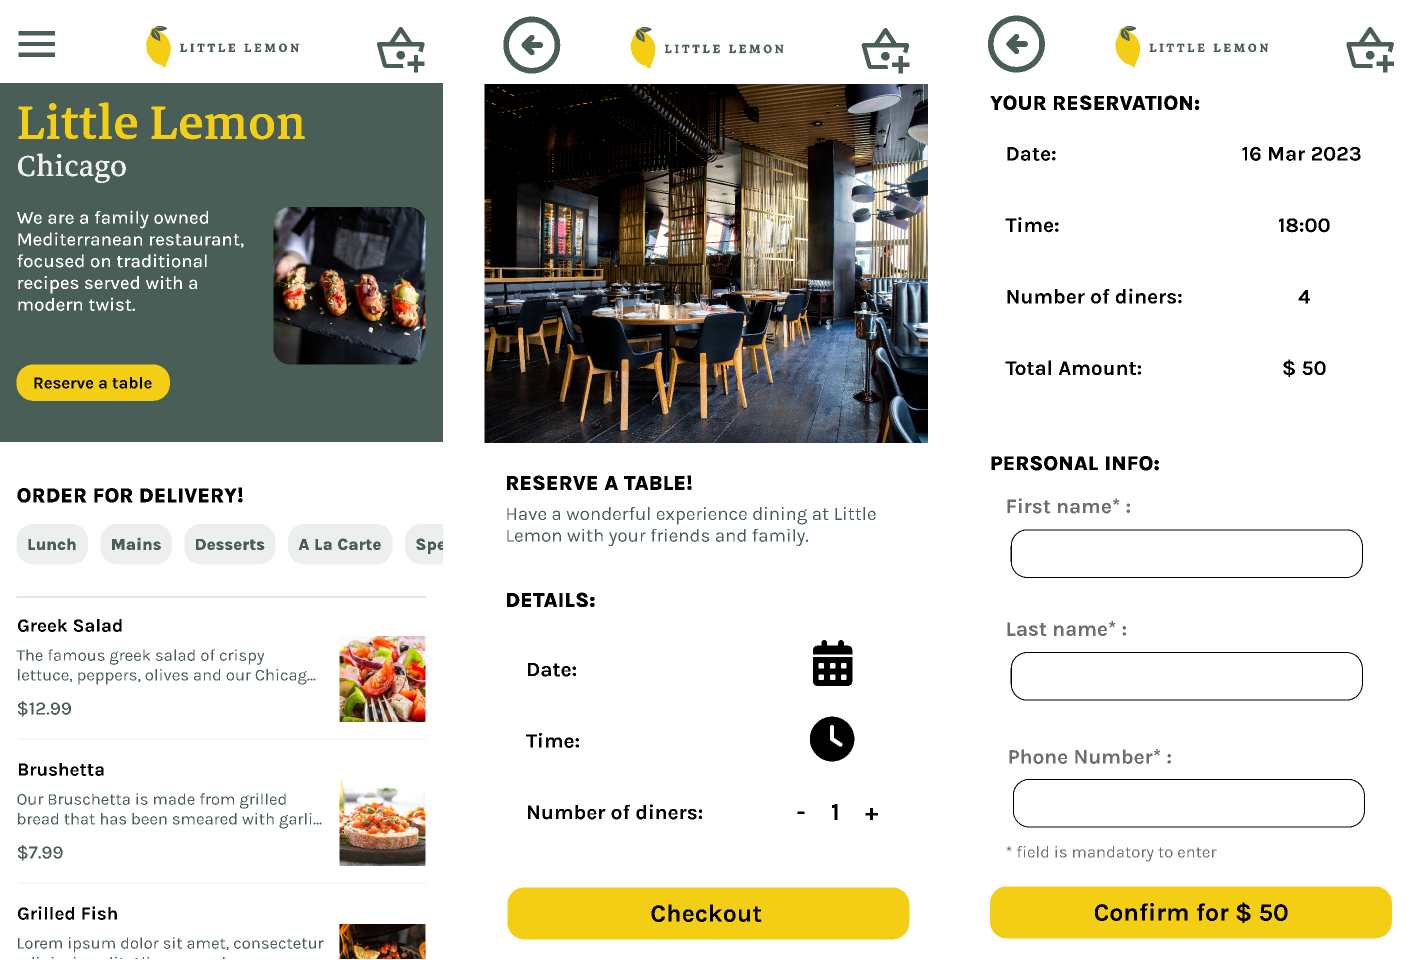 LITTLE LEMON
Little Lemon
Chicago
We are a family owned
Mediterranean restaurant,
focused on traditional
recipes served with a
modern twist.
Reserve a table
ORDER FOR DELIVERY!
Lunch Mains Desserts A La Carte Spe
Greek Salad
The famous greek salad of crispy
lettuce, peppers, olives and our Chicag...
$12.99
Brushetta
Our Bruschetta is made from grilled
bread that has been smeared with garli...
$7.99
Grilled Fish
Lorem ipsum dolor sit amet, consectetur
LITTLE LEMON
RESERVE A TABLE!
Have a wonderful experience dining at Little
Lemon with your friends and family.
DETAILS:
Date:
Time:
Number of diners: - 1 +
Checkout
LITTLE LEMON
YOUR RESERVATION:
Date: 16 Mar 2023
Time: 18:00
Number of diners: 4
Total Amount: $ 50
PERSONAL INFO:
First name* :
Last name* :
Phone Number* :
* field is mandatory to enter
Confirm for $ 50